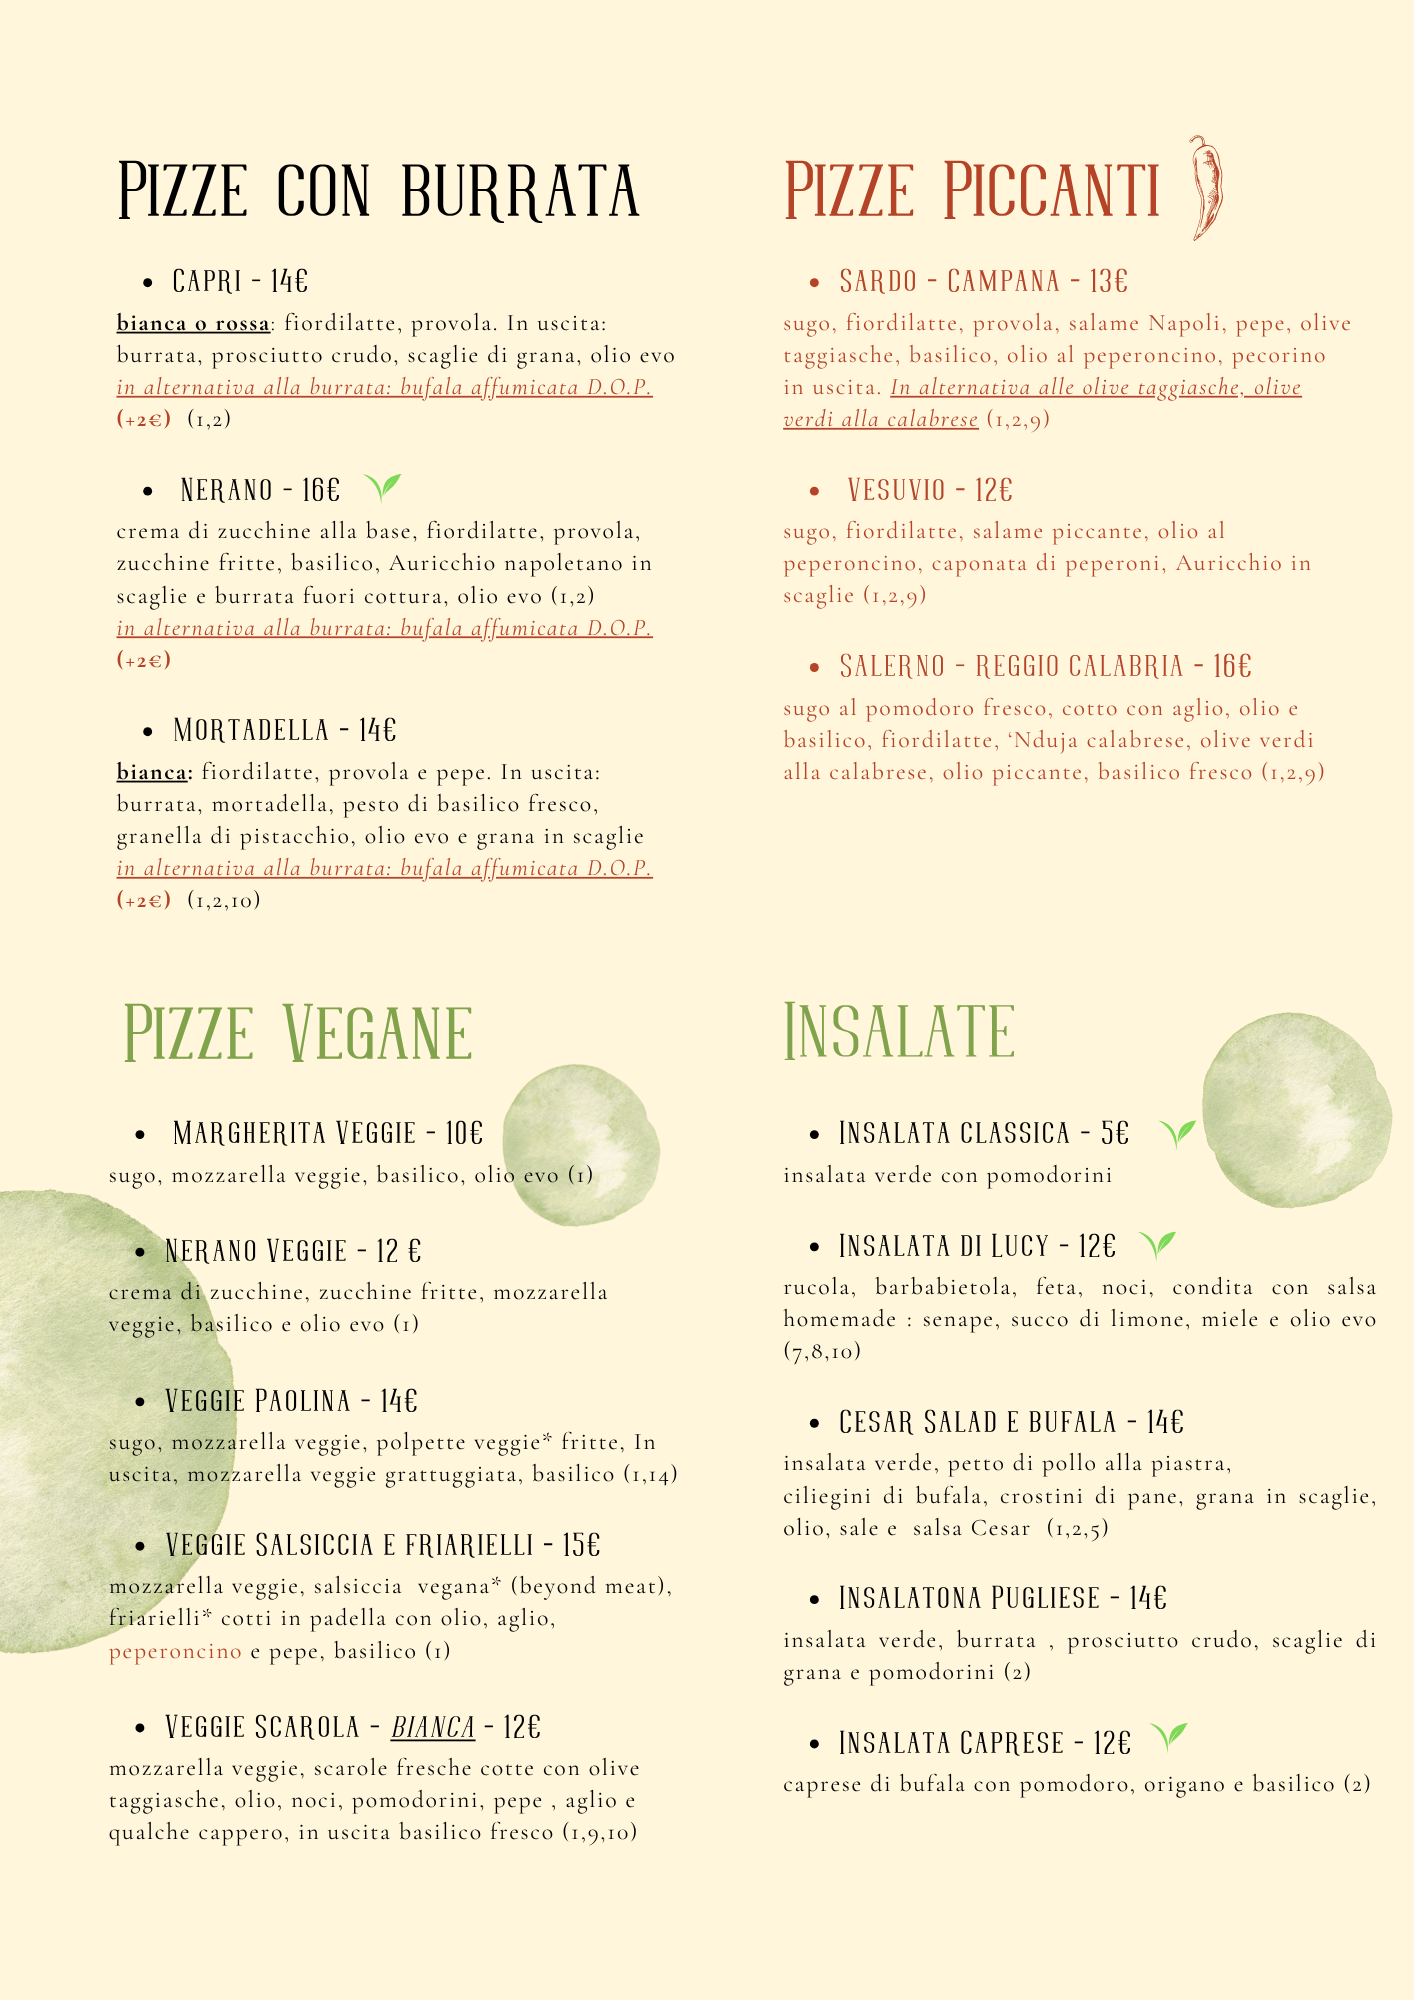 Pizze con burrata
• Capri - 14€
bianca o rossa: fiordilatte, provola. In uscita:
burrata, prosciutto crudo, scaglie di grana, olio evo
in alternativa alla burrata: bufala affumicata D.O.P.
(+2€) (1,2)
• Nerano - 16€
crema di zucchine alla base, fiordilatte, provola,
zucchine fritte, basilico, Auricchio napoletano in
scaglie e burrata fuori cottura, olio evo (1,2)
in alternativa alla burrata: bufala affumicata D.O.P.
(+2€)
• Mortadella - 14€
bianca: fiordilatte, provola e pepe. In uscita:
burrata, mortadella, pesto di basilico fresco,
granella di pistacchio, olio evo e grana in scaglie
in alternativa alla burrata: bufala affumicata D.O.P.
(+2€) (1,2,10)
Pizze Piccanti
• Sardo - Campana - 13€
sugo, fiordilatte, provola, salame Napoli, pepe, olive
taggiasche, basilico, olio al peperoncino, pecorino
in uscita. In alternativa alle olive taggiasche, olive
verdi alla calabrese (1,2,9)
• Vesuvio - 12€
sugo, fiordilatte, salame piccante, olio al
peperoncino, caponata di peperoni, Auricchio in
scaglie (1,2,9)
• Salerno - reggio calabria - 16€
sugo al pomodoro fresco, cotto con aglio, olio e
basilico, fiordilatte, ‘Nduja calabrese, olive verdi
alla calabrese, olio piccante, basilico fresco (1,2,9)
Pizze Vegane
• Margherita Veggie - 10€
sugo, mozzarella veggie, basilico, olio evo (1)
• Nerano Veggie - 12 €
crema di zucchine, zucchine fritte, mozzarella
veggie, basilico e olio evo (1)
• Veggie Paolina - 14€
sugo, mozzarella veggie, polpette veggie* fritte, In
uscita, mozzarella veggie grattuggiata, basilico (1,14)
• Veggie Salsiccia e friarielli - 15€
mozzarella veggie, salsiccia vegana* (beyond meat),
friarielli* cotti in padella con olio, aglio,
peperoncino e pepe, basilico (1)
• Veggie Scarola - bianca - 12€
mozzarella veggie, scarole fresche cotte con olive
taggiasche, olio, noci, pomodorini, pepe , aglio e
qualche cappero, in uscita basilico fresco (1,9,10)
Insalate
• Insalata classica - 5€
insalata verde con pomodorini
• Insalata di Lucy - 12€
rucola, barbabietola, feta, noci, condita con salsa
homemade : senape, succo di limone, miele e olio evo
(7,8,10)
• Cesar Salad e bufala - 14€
insalata verde, petto di pollo alla piastra,
ciliegini di bufala, crostini di pane, grana in scaglie,
olio, sale e salsa Cesar (1,2,5)
• Insalatona Pugliese - 14€
insalata verde, burrata , prosciutto crudo, scaglie di
grana e pomodorini (2)
• Insalata Caprese - 12€
caprese di bufala con pomodoro, origano e basilico (2)